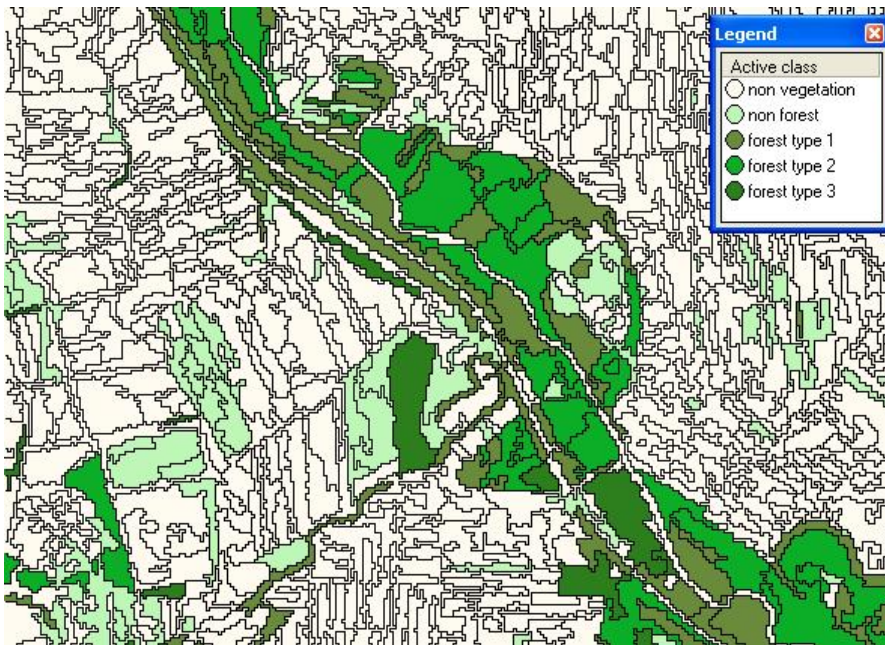 Legend
Active class
non vegetation
non forest
forest type 1
forest type 2
forest type 3